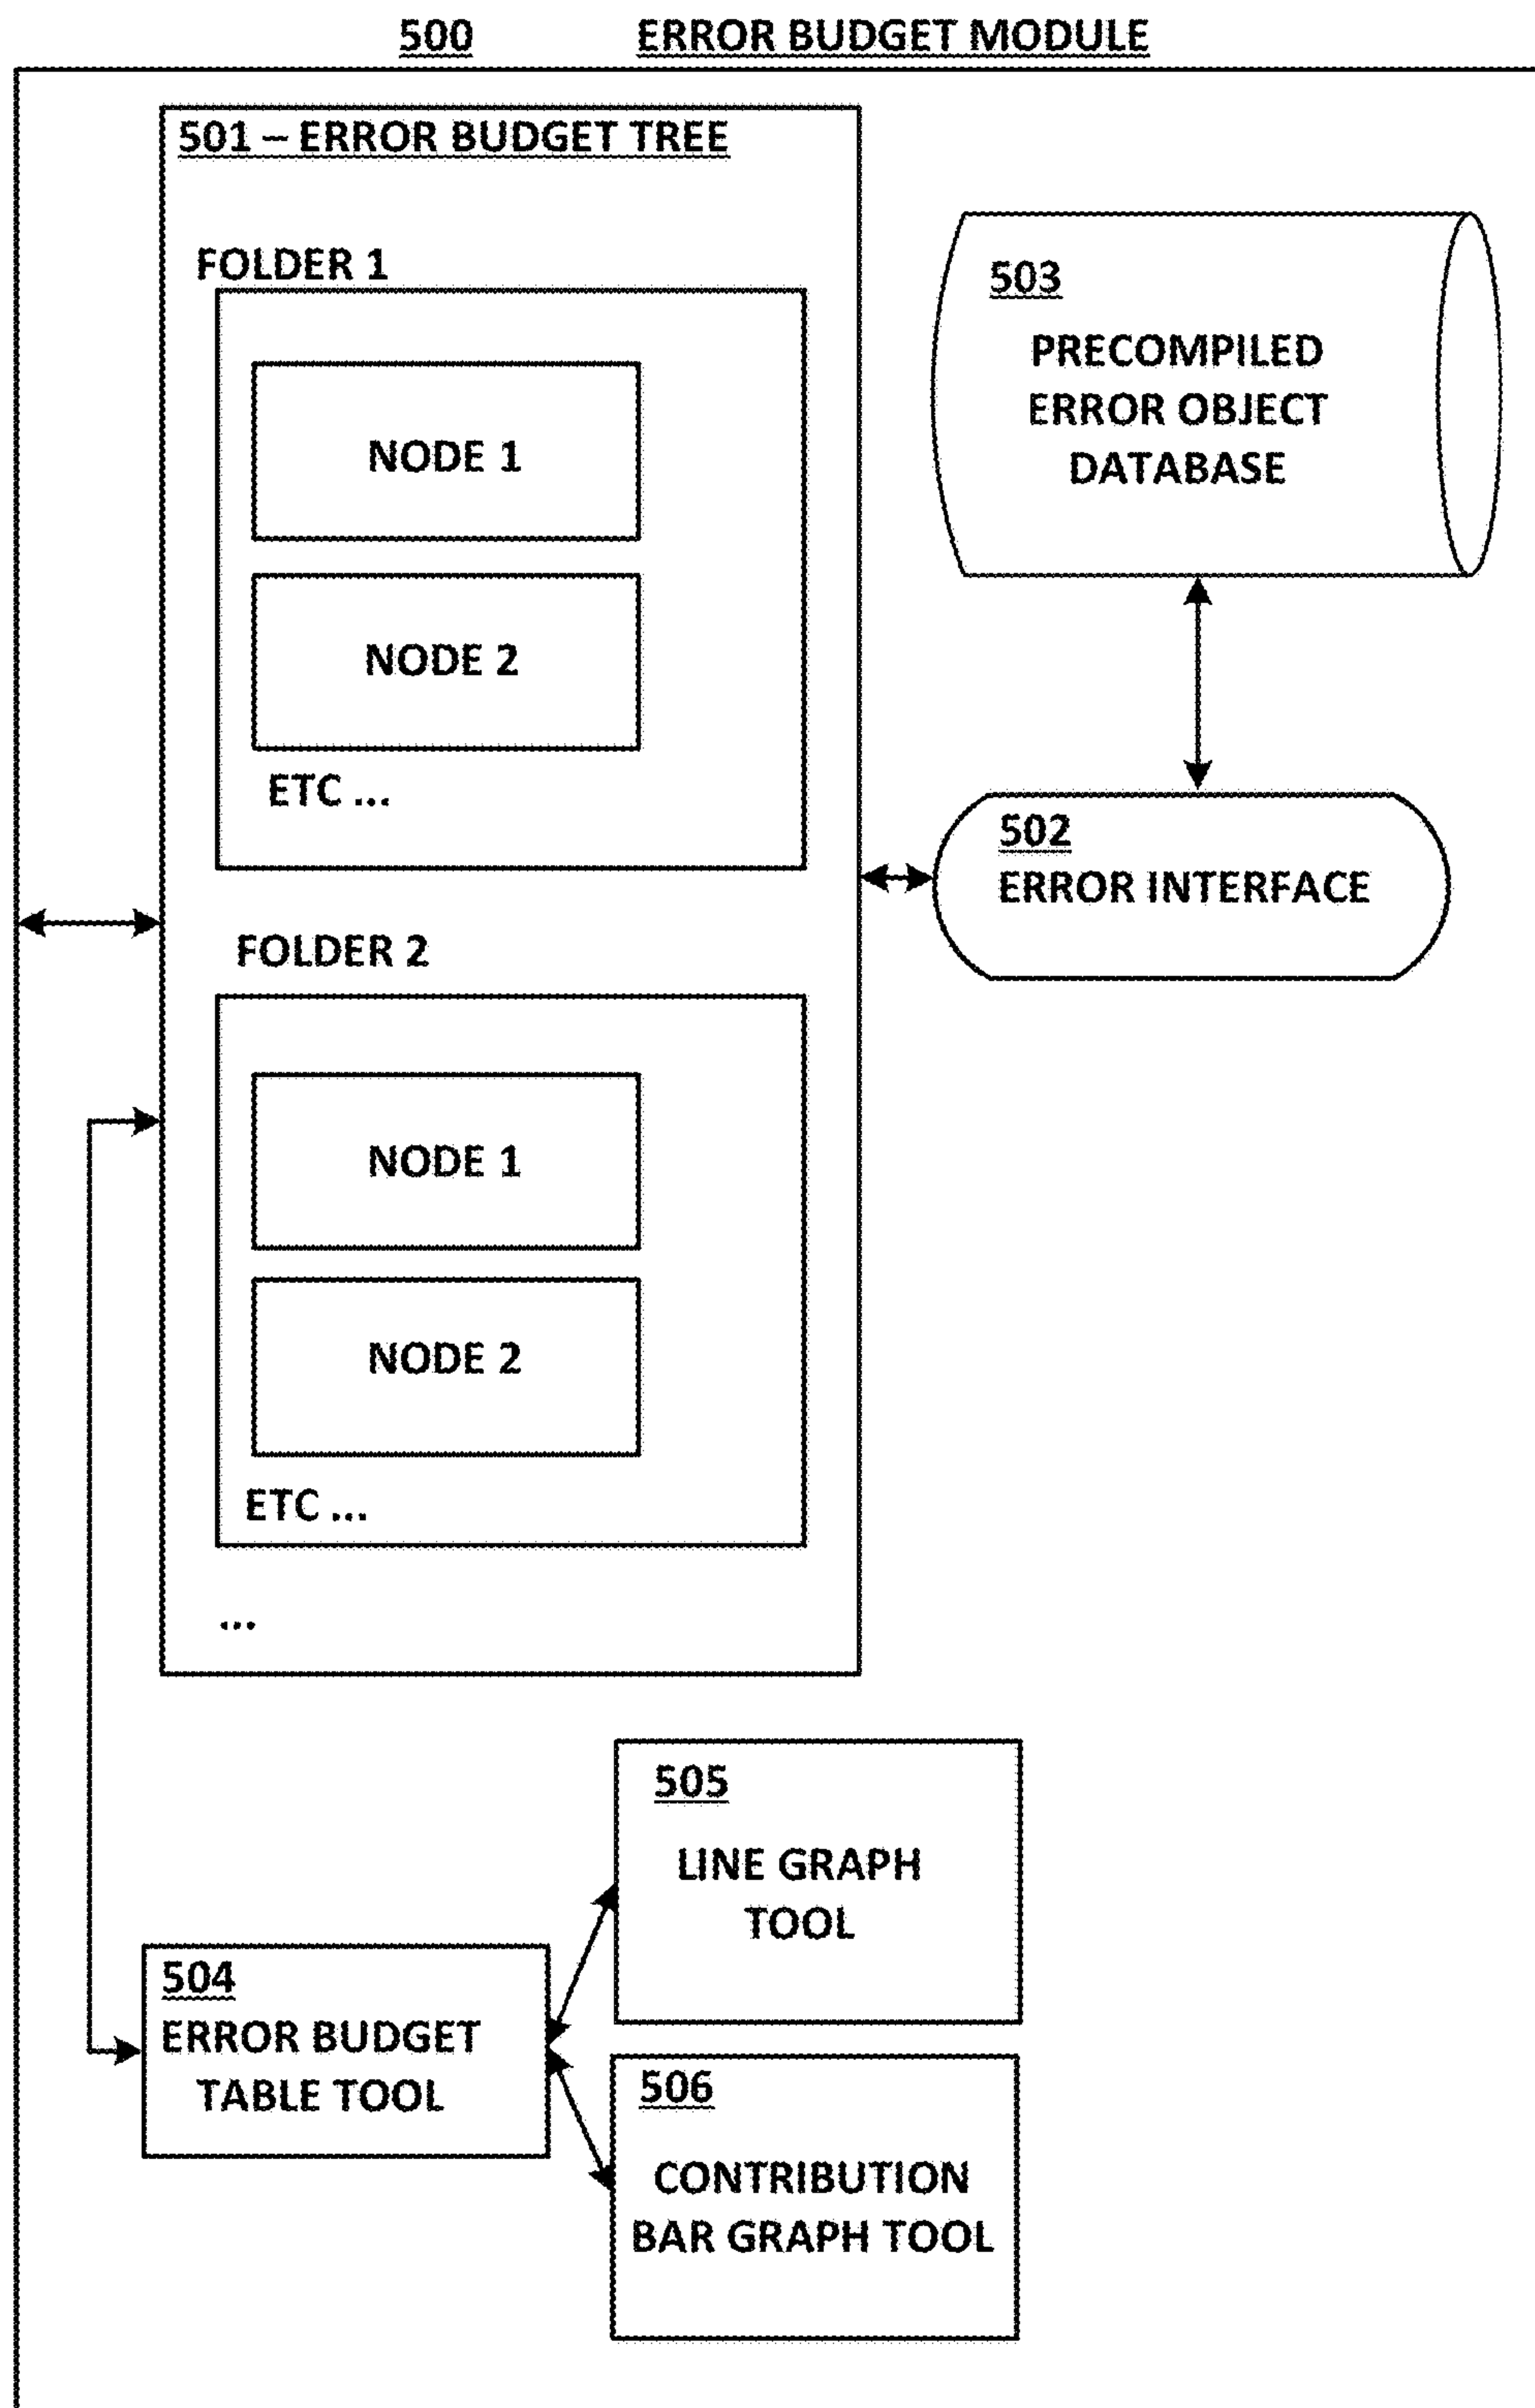 500 ERROR BUDGET MODULE
501 – ERROR BUDGET TREE
FOLDER 1
NODE 1
NODE 2
ETC ...
FOLDER 2
NODE 1
NODE 2
ETC ...
...
503
PRECOMPILED
ERROR OBJECT
DATABASE
502
ERROR INTERFACE
504
ERROR BUDGET
TABLE TOOL
505
LINE GRAPH
TOOL
506
CONTRIBUTION
BAR GRAPH TOOL